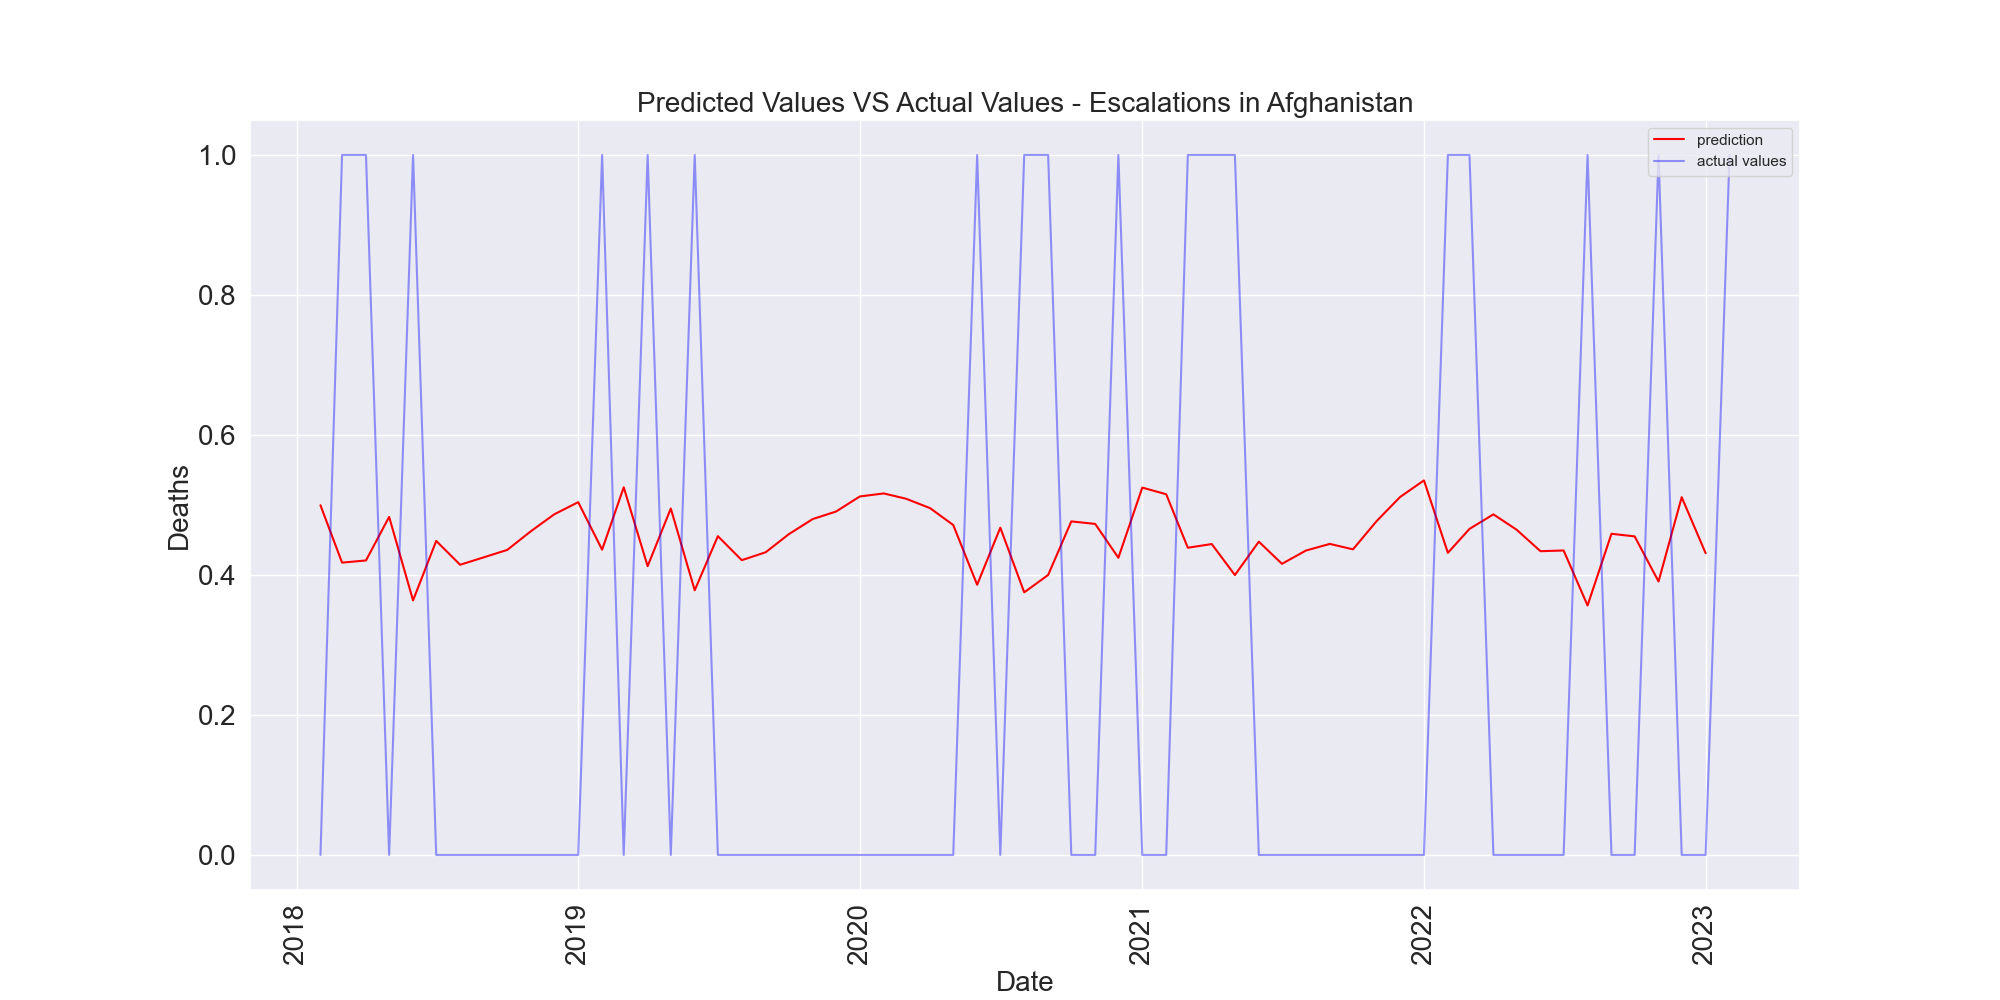 Predicted Values VS Actual Values - Escalations in Afghanistan
prediction
actual values
1.0
0.8
0.6
0.4
0.2
0.0
Deaths
2018
2019
2020
2021
2022
2023
Date